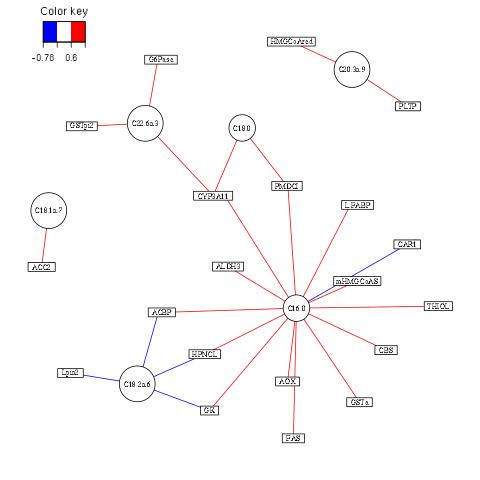 Color key
-0.76 0.6
HMGCoAred
G6Pase
C20.3n.9
PLTP
GSTpi2
C22.6n.3
C18.0
PMDCI
CYP3A11
L.FABP
C18.1n.7
CAR1
ACC2
ALDH3
mHMGCoAS
C16.0
THIOL
ACBP
CBS
HPNCL
Lpin2
C18.2n.6
AOX
GSTa
GK
FAS